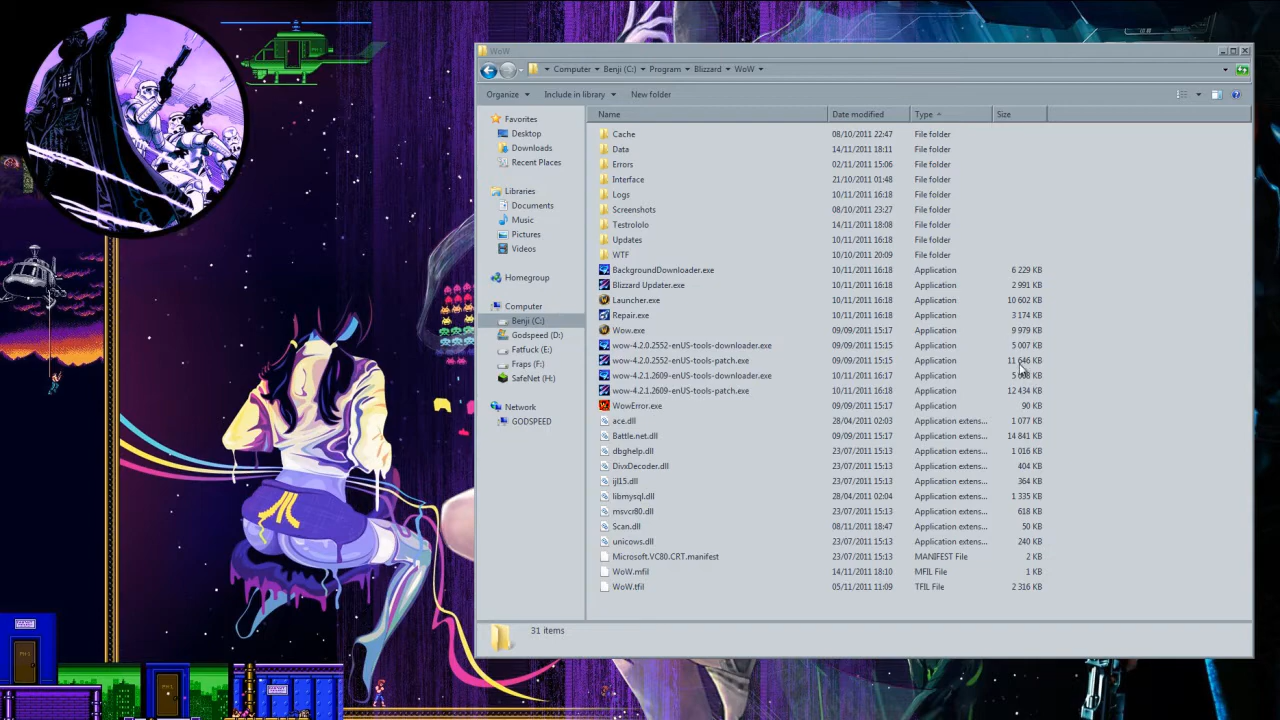 WoW
Computer Benji (C:) Program Blizzard WoW
Organize Include in library New folder
Favorites
Desktop
Downloads
Recent Places
Libraries
Documents
Music
Pictures
Videos
Homegroup
Computer
Benji (C:)
Godspeed (D:)
Fatfuck (E:)
Fraps (F:)
SafeNet (H:)
Network
GODSPEED
Name Date modified Type Size
Cache 08/10/2011 22:47 File folder
Data 14/11/2011 18:11 File folder
Errors 02/11/2011 15:06 File folder
Interface 21/10/2011 01:48 File folder
Logs 10/11/2011 16:18 File folder
Screenshots 08/10/2011 23:27 File folder
Testrololo 14/11/2011 18:08 File folder
Updates 10/11/2011 16:18 File folder
WTF 10/10/2011 20:09 File folder
BackgroundDownloader.exe 10/11/2011 16:18 Application 6 229 KB
Blizzard Updater.exe 10/11/2011 16:18 Application 2 991 KB
Launcher.exe 10/11/2011 16:18 Application 10 602 KB
Repair.exe 10/11/2011 16:18 Application 3 174 KB
Wow.exe 09/09/2011 15:17 Application 9 979 KB
wow-4.2.0.2552-enUS-tools-downloader.exe 09/09/2011 15:15 Application 5 007 KB
wow-4.2.0.2552-enUS-tools-patch.exe 09/09/2011 15:15 Application 11 646 KB
wow-4.2.1.2609-enUS-tools-downloader.exe 10/11/2011 16:17 Application KB
wow-4.2.1.2609-enUS-tools-patch.exe 10/11/2011 16:18 Application 12 434 KB
WowError.exe 09/09/2011 15:17 Application 90 KB
ace.dll 28/04/2011 02:03 Application extens... 1 077 KB
Battle.net.dll 09/09/2011 15:17 Application extens... 14 841 KB
dbghelp.dll 23/07/2011 15:13 Application extens... 1 016 KB
DivxDecoder.dll 23/07/2011 15:13 Application extens... 404 KB
ijl15.dll 23/07/2011 15:13 Application extens... 364 KB
libmysql.dll 28/04/2011 02:04 Application extens... 1 335 KB
msvcr80.dll 23/07/2011 15:13 Application extens... 618 KB
Scan.dll 08/11/2011 18:47 Application extens... 50 KB
unicows.dll 23/07/2011 15:13 Application extens... 240 KB
Microsoft.VC80.CRT.manifest 23/07/2011 15:13 MANIFEST File 2 KB
WoW.mfil 14/11/2011 18:10 MFIL File 1 KB
WoW.tfil 05/11/2011 11:09 TFIL File 2 316 KB
31 items